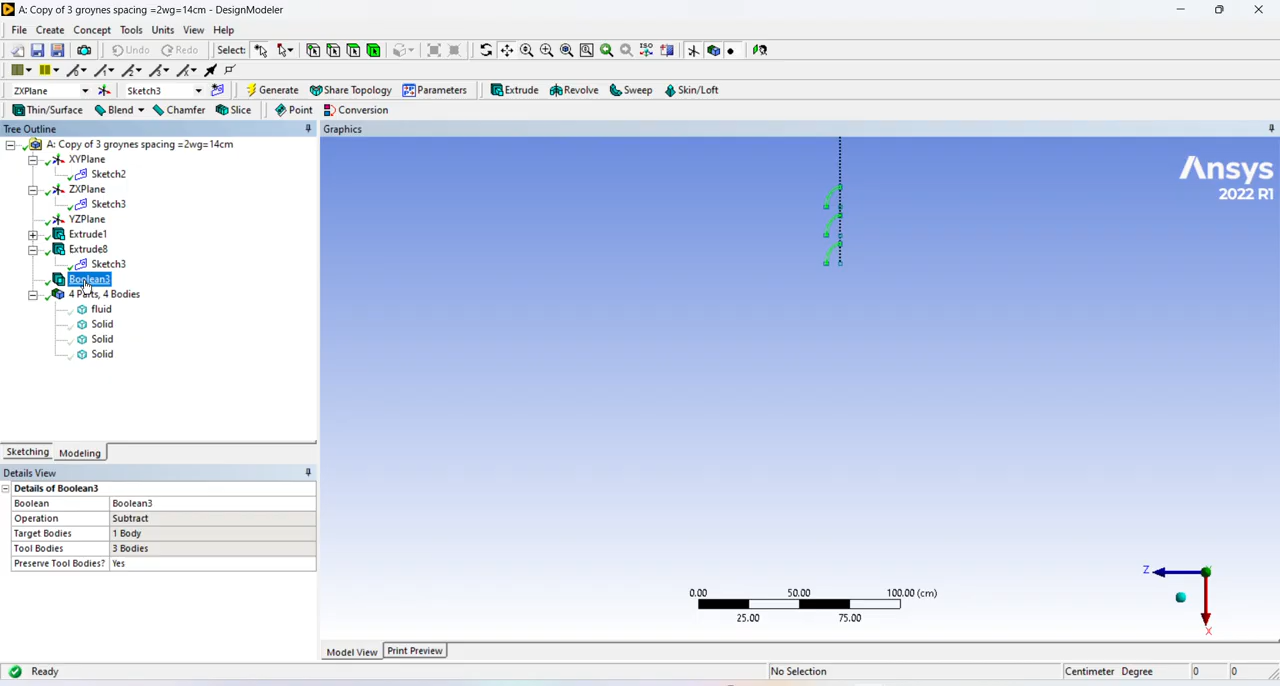 A: Copy of 3 groynes spacing =2wg=14cm - DesignModeler
File Create Concept Tools Units View Help
Undo Redo Select: ISO
ZXPlane Sketch3 Generate Share Topology Parameters Extrude Revolve Sweep Skin/Loft
Thin/Surface Blend Chamfer Slice Point Conversion
Tree Outline Graphics
A: Copy of 3 groynes spacing =2wg=14cm
XYPlane
Sketch2
ZXPlane
Sketch3
YZPlane
Extrude1
Extrude8
Sketch3
Boolean3
4 Parts, 4 Bodies
fluid
Solid
Solid
Solid
Ansys
2022 R1
Sketching Modeling
Details View
Details of Boolean3
Boolean Boolean3
Operation Subtract
Target Bodies 1 Body
Tool Bodies 3 Bodies
Preserve Tool Bodies? Yes
Z
X
0.00 50.00 100.00 (cm)
25.00 75.00
Model View Print Preview
Ready No Selection Centimeter Degree 0 0